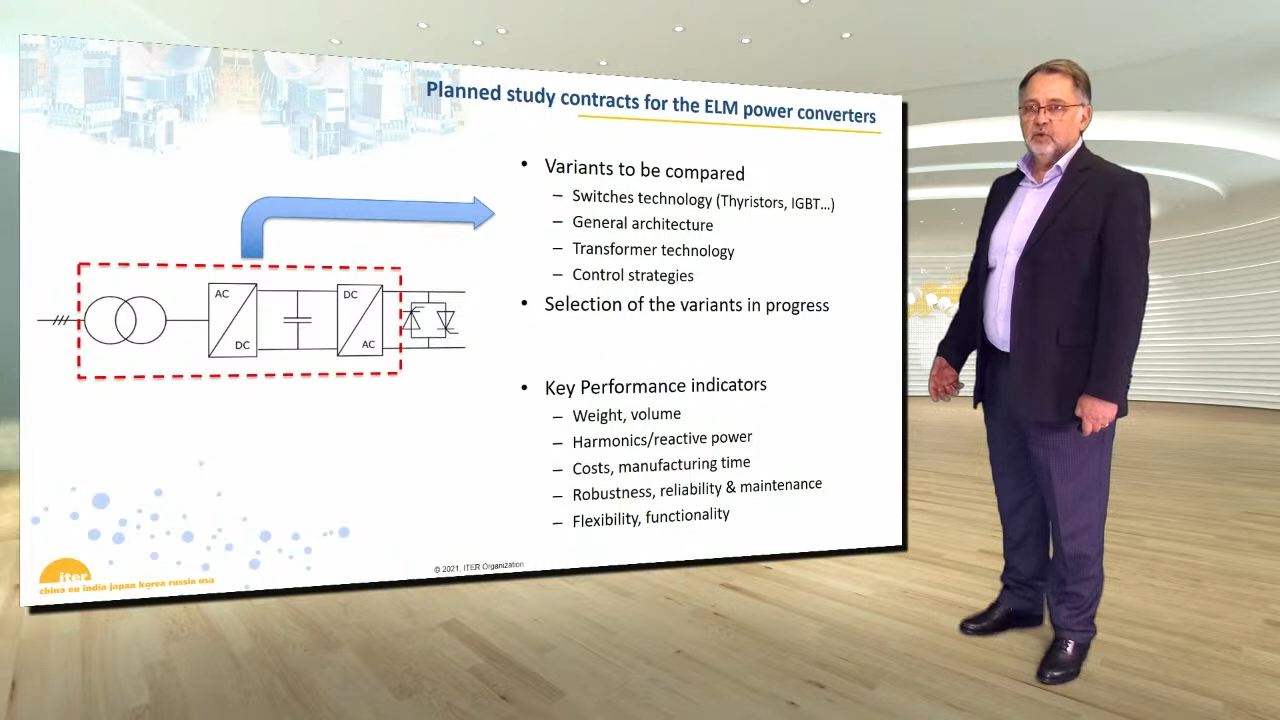 Planned study contracts for the ELM power converters
• Variants to be compared
– Switches technology (Thyristors, IGBT…)
– General architecture
– Transformer technology
– Control strategies
• Selection of the variants in progress
AC
DC
DC
AC
• Key Performance indicators
– Weight, volume
– Harmonics/reactive power
– Costs, manufacturing time
– Robustness, reliability & maintenance
– Flexibility, functionality
iter
china eu india japan korea russia usa
© 2021, ITER Organization